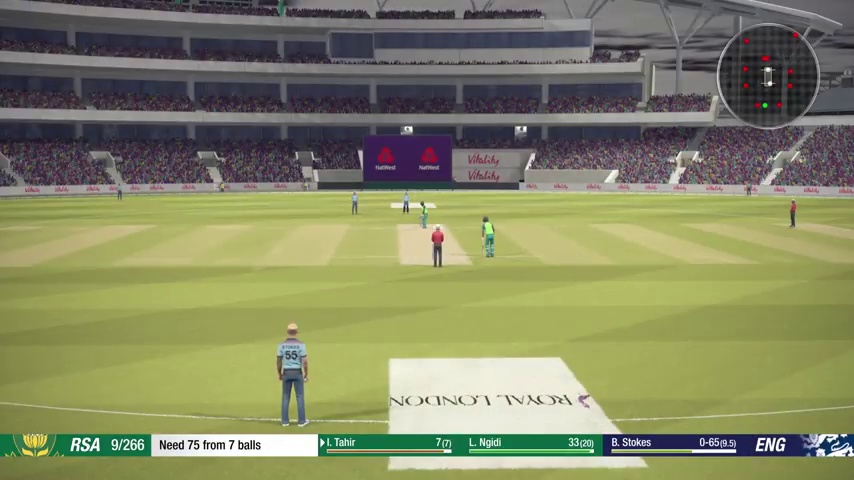 NatWest NatWest
Vitality
Vitality
STOKES
55
ROYAL LONDON
RSA 9/266 Need 75 from 7 balls I. Tahir 7(7) L. Ngidi 33(20) B. Stokes 0-65(9.5) ENG